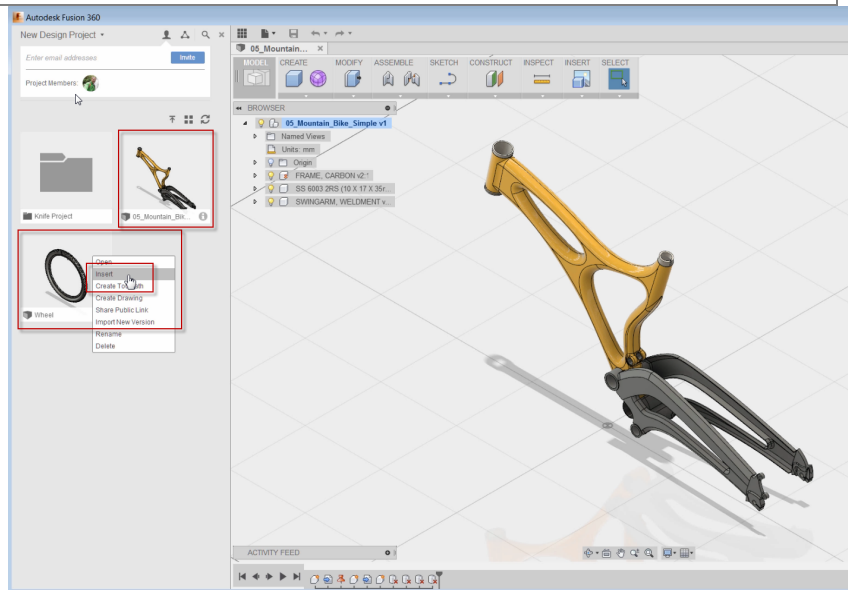 Autodesk Fusion 360
New Design Project
Enter email addresses
Invite
Project Members:
Knife Project
05_Mountain_Bik...
Wheel
Open
Insert
Create Drawing
Share Public Link
Import New Version
Rename
Delete
05_Mountain...
MODEL
CREATE
MODIFY
ASSEMBLE
SKETCH
CONSTRUCT
INSPECT
INSERT
SELECT
BROWSER
05_Mountain_Bike_Simple v1
Named Views
Units: mm
Origin
FRAME, CARBON v2:1
SS 6003 2RS (10 X 17 X 35r...
SWINGARM, WELDMENT v...
ACTIVITY FEED